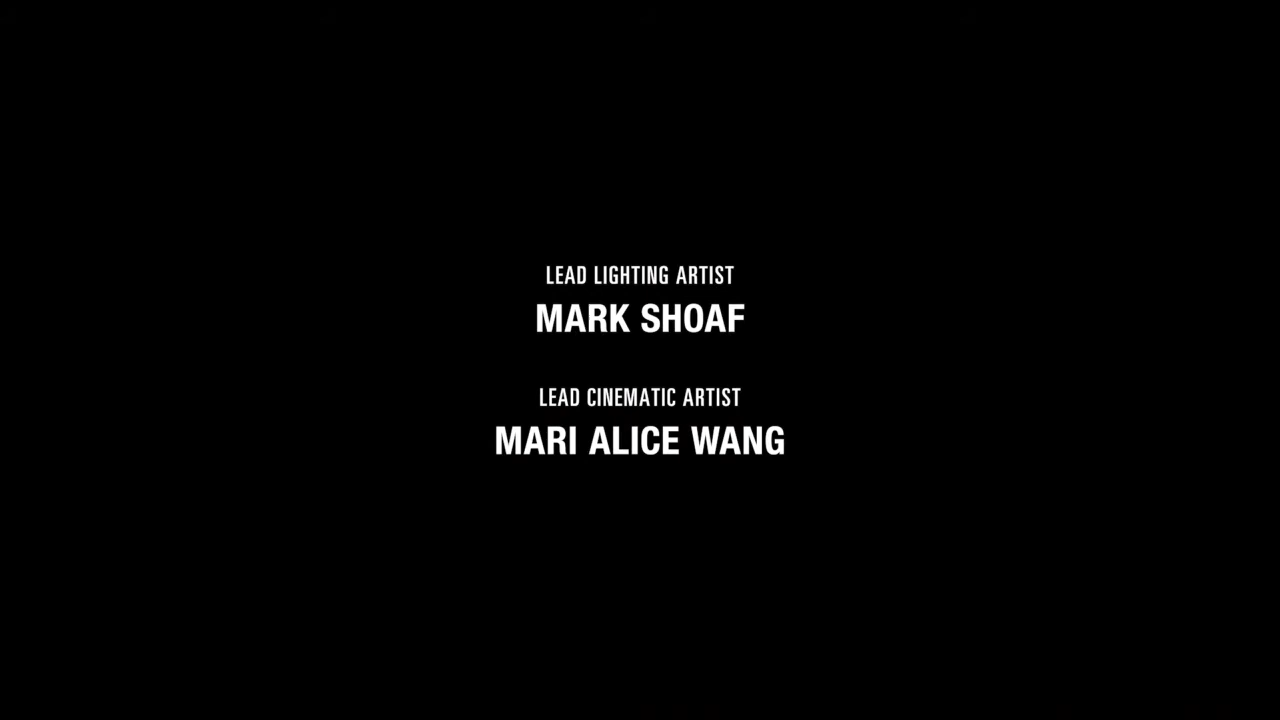 LEAD LIGHTING ARTIST
MARK SHOAF
LEAD CINEMATIC ARTIST
MARI ALICE WANG